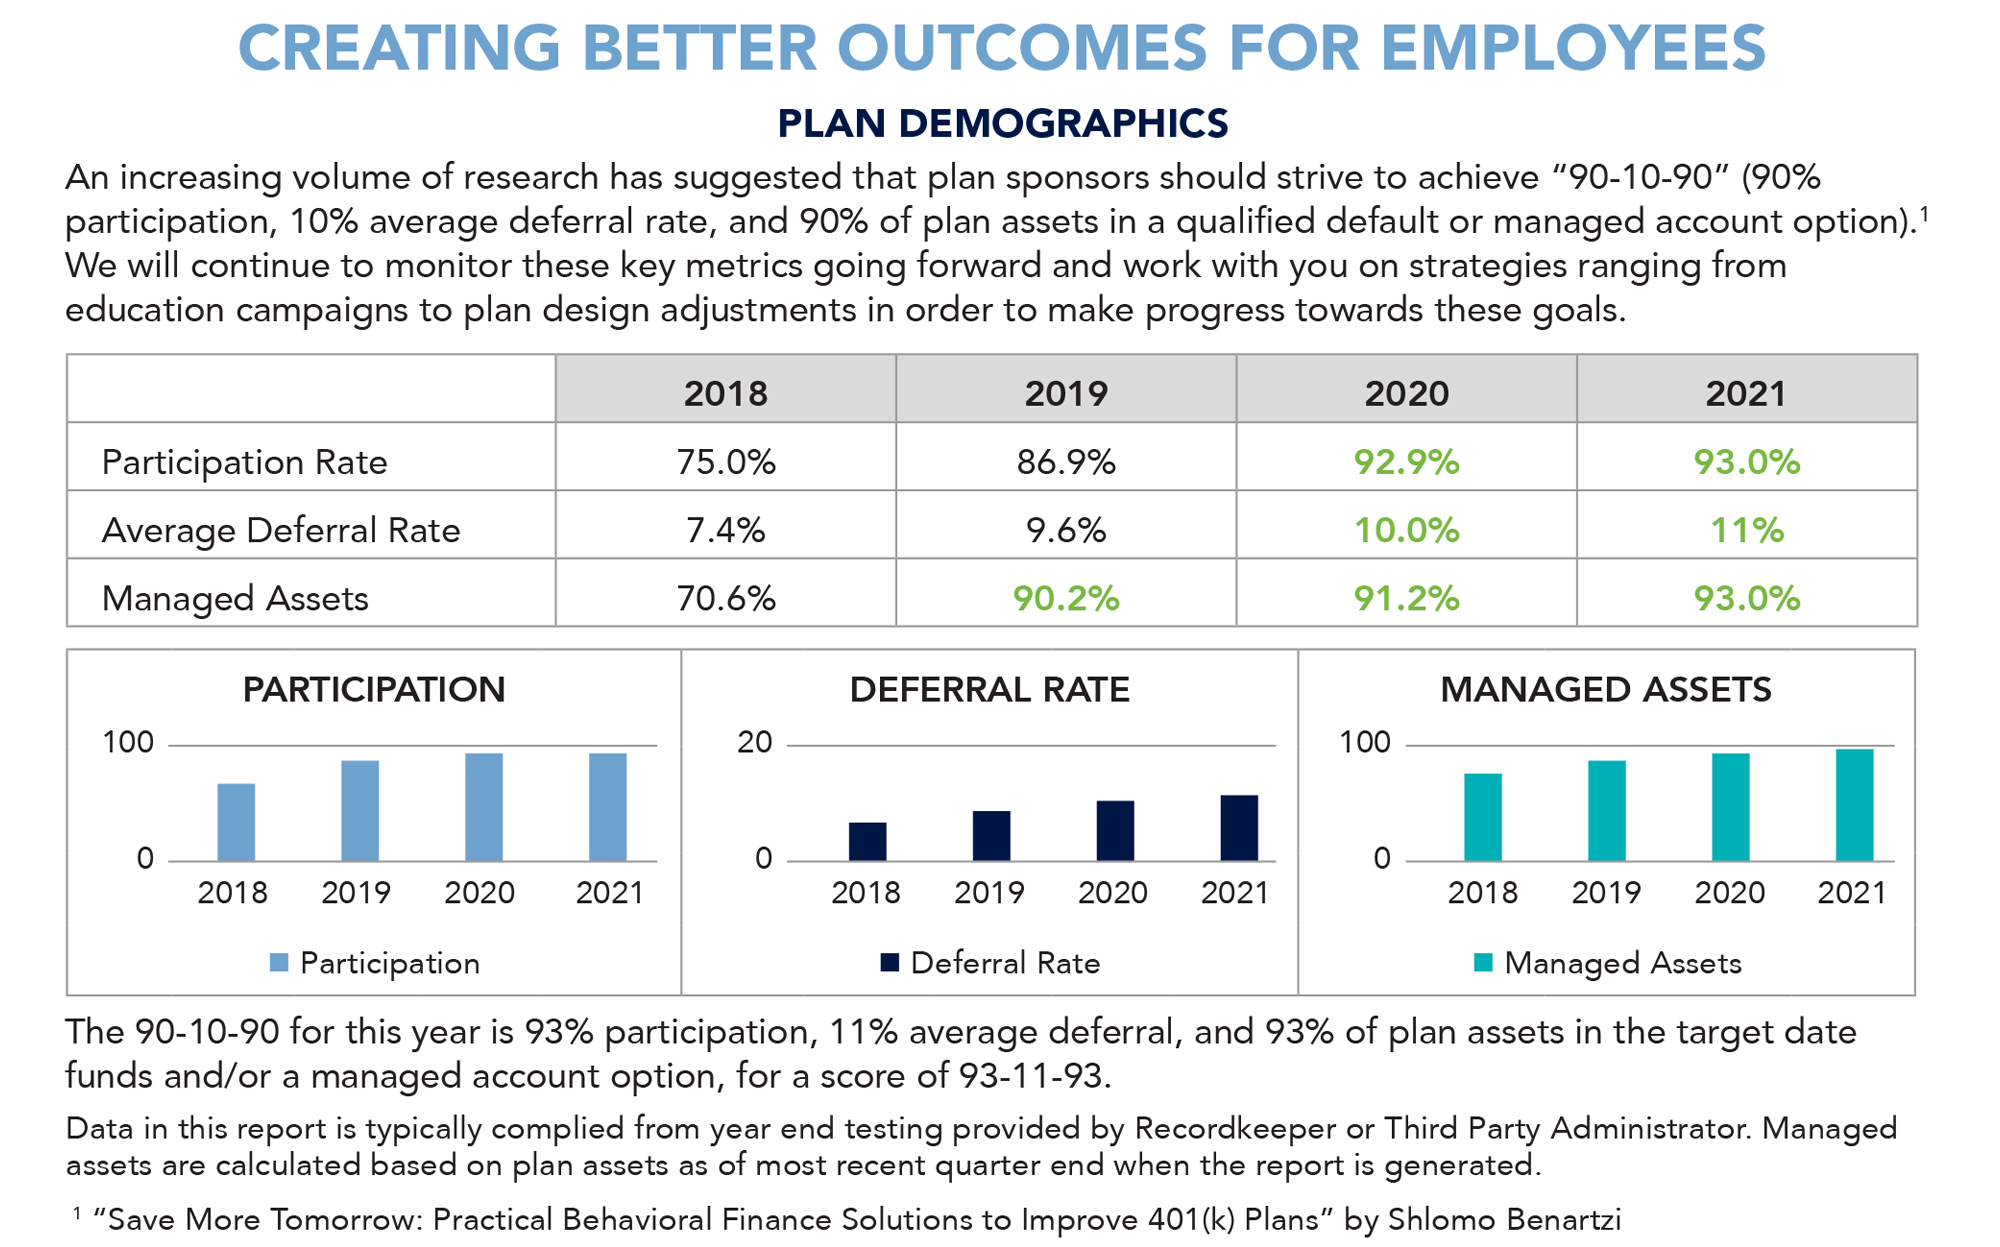 CREATING BETTER OUTCOMES FOR EMPLOYEES
PLAN DEMOGRAPHICS
An increasing volume of research has suggested that plan sponsors should strive to achieve “90-10-90” (90%
participation, 10% average deferral rate, and 90% of plan assets in a qualified default or managed account option).¹
We will continue to monitor these key metrics going forward and work with you on strategies ranging from
education campaigns to plan design adjustments in order to make progress towards these goals.
2018 2019 2020 2021
Participation Rate 75.0% 86.9% 92.9% 93.0%
Average Deferral Rate 7.4% 9.6% 10.0% 11%
Managed Assets 70.6% 90.2% 91.2% 93.0%
PARTICIPATION
100
0
2018 2019 2020 2021
Participation
DEFERRAL RATE
20
0
2018 2019 2020 2021
Deferral Rate
MANAGED ASSETS
100
0
2018 2019 2020 2021
Managed Assets
The 90-10-90 for this year is 93% participation, 11% average deferral, and 93% of plan assets in the target date
funds and/or a managed account option, for a score of 93-11-93.
Data in this report is typically complied from year end testing provided by Recordkeeper or Third Party Administrator. Managed
assets are calculated based on plan assets as of most recent quarter end when the report is generated.
¹ “Save More Tomorrow: Practical Behavioral Finance Solutions to Improve 401(k) Plans” by Shlomo Benartzi